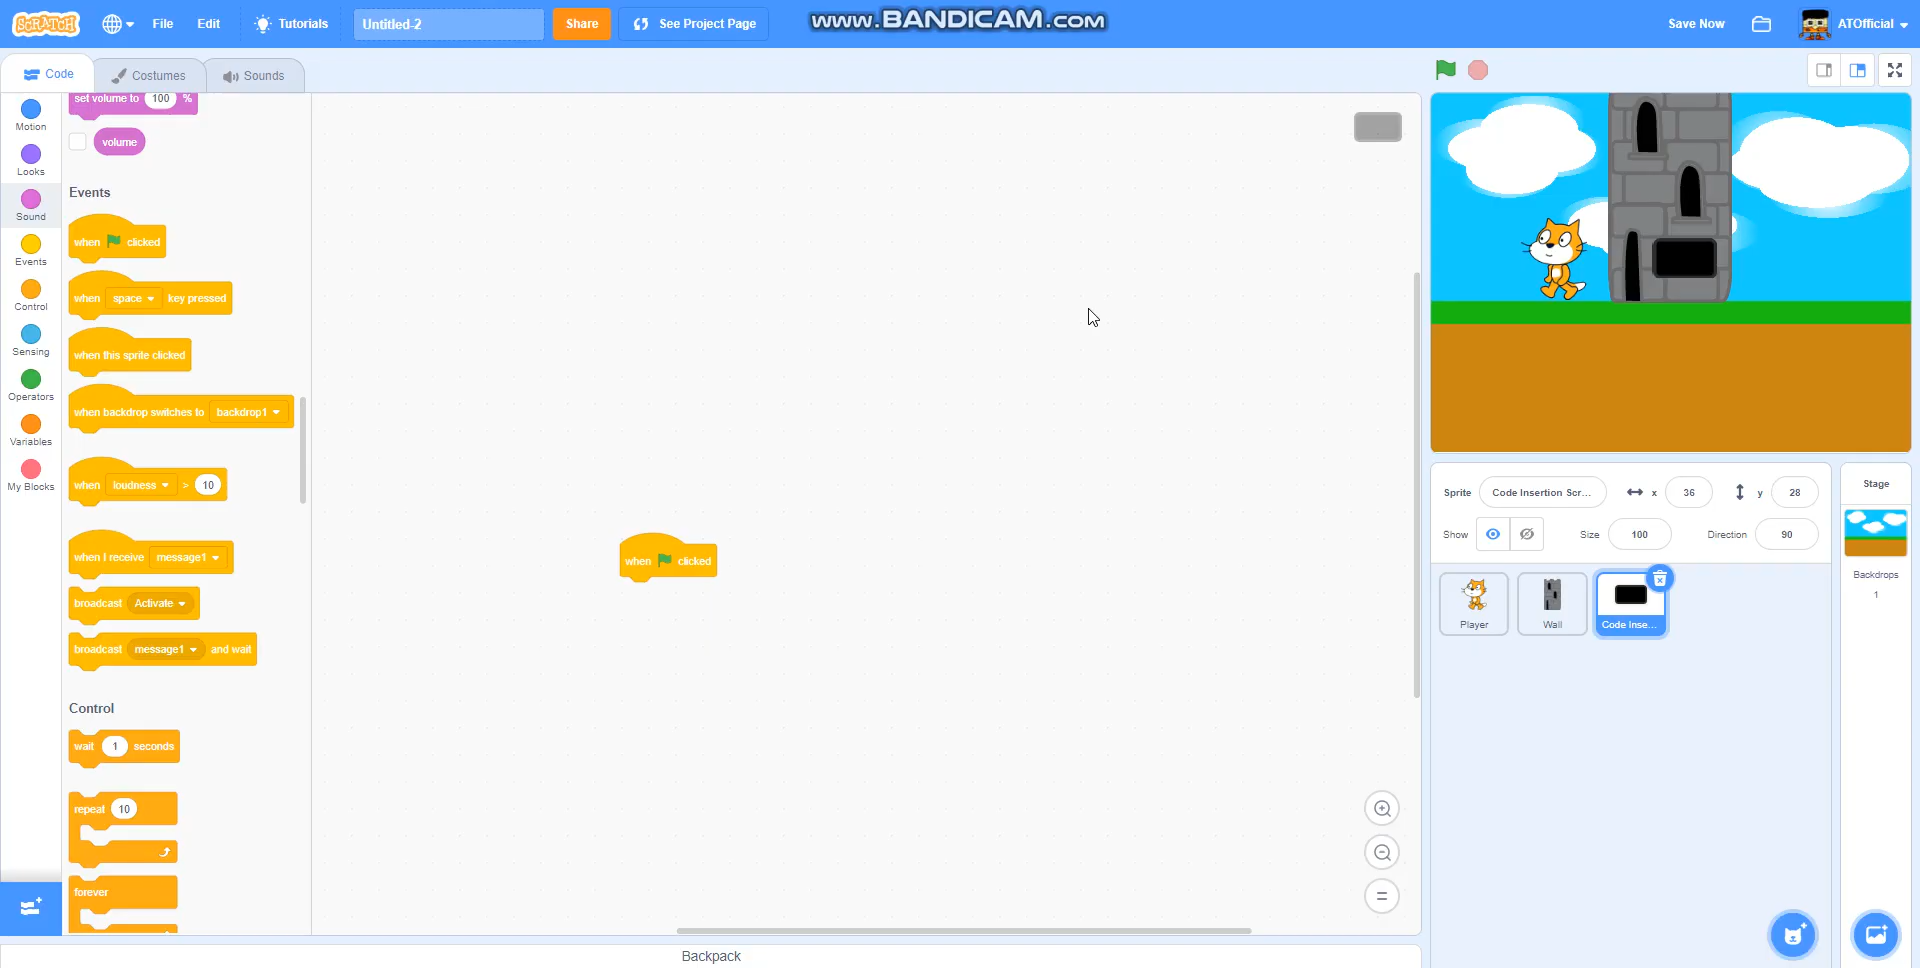 SCRATCH
File
Edit
Tutorials
Untitled-2
Share
See Project Page
www.BANDICAM.com
Save Now
ATOfficial
Code
Costumes
Sounds
Motion
Looks
Sound
Events
Control
Sensing
Operators
Variables
My Blocks
set volume to 100 %
volume
Events
when clicked
when space key pressed
when this sprite clicked
when backdrop switches to backdrop1
when loudness > 10
when I receive message1
broadcast Activate
broadcast message1 and wait
Control
wait 1 seconds
repeat 10
forever
when clicked
Backpack
Sprite Code Insertion Scr... x 36 y 28
Show Size 100 Direction 90
Player
Wall
Code Inse...
Stage
Backdrops
1